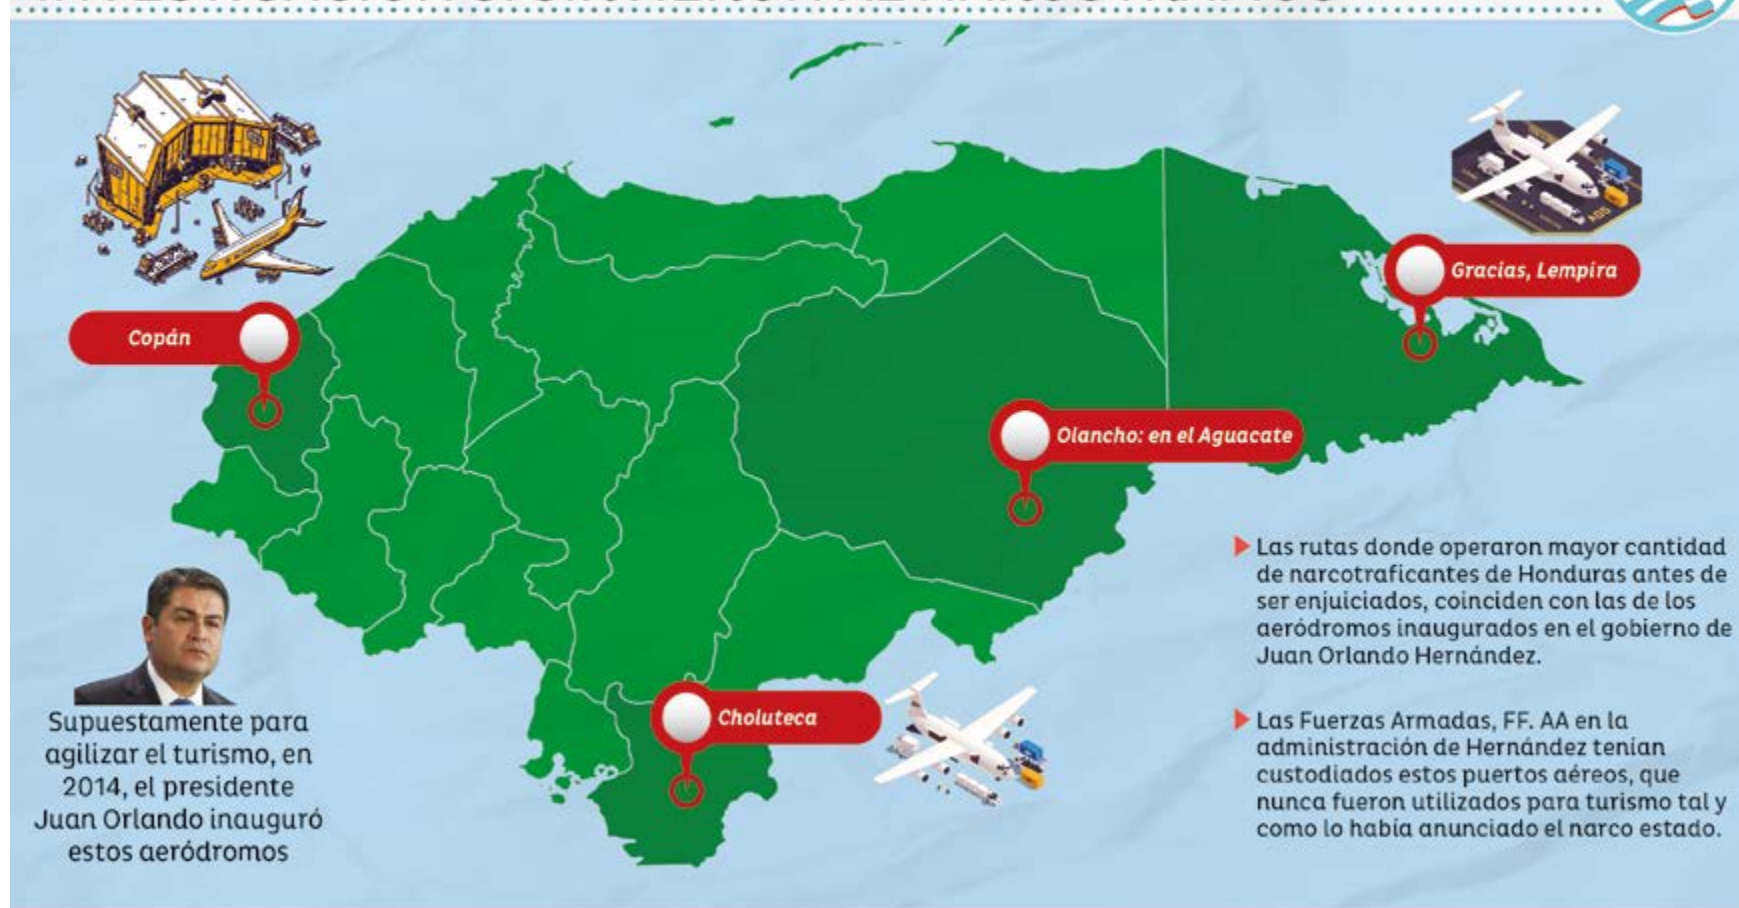 Copán
Gracias, Lempira
Olancho: en el Aguacate
Choluteca
Supuestamente para
agilizar el turismo, en
2014, el presidente
Juan Orlando inauguró
estos aeródromos
Las rutas donde operaron mayor cantidad
de narcotraficantes de Honduras antes de
ser enjuiciados, coinciden con las de los
aeródromos inaugurados en el gobierno de
Juan Orlando Hernández.
Las Fuerzas Armadas, FF. AA en la
administración de Hernández tenían
custodiados estos puertos aéreos, que
nunca fueron utilizados para turismo tal y
como lo había anunciado el narco estado.